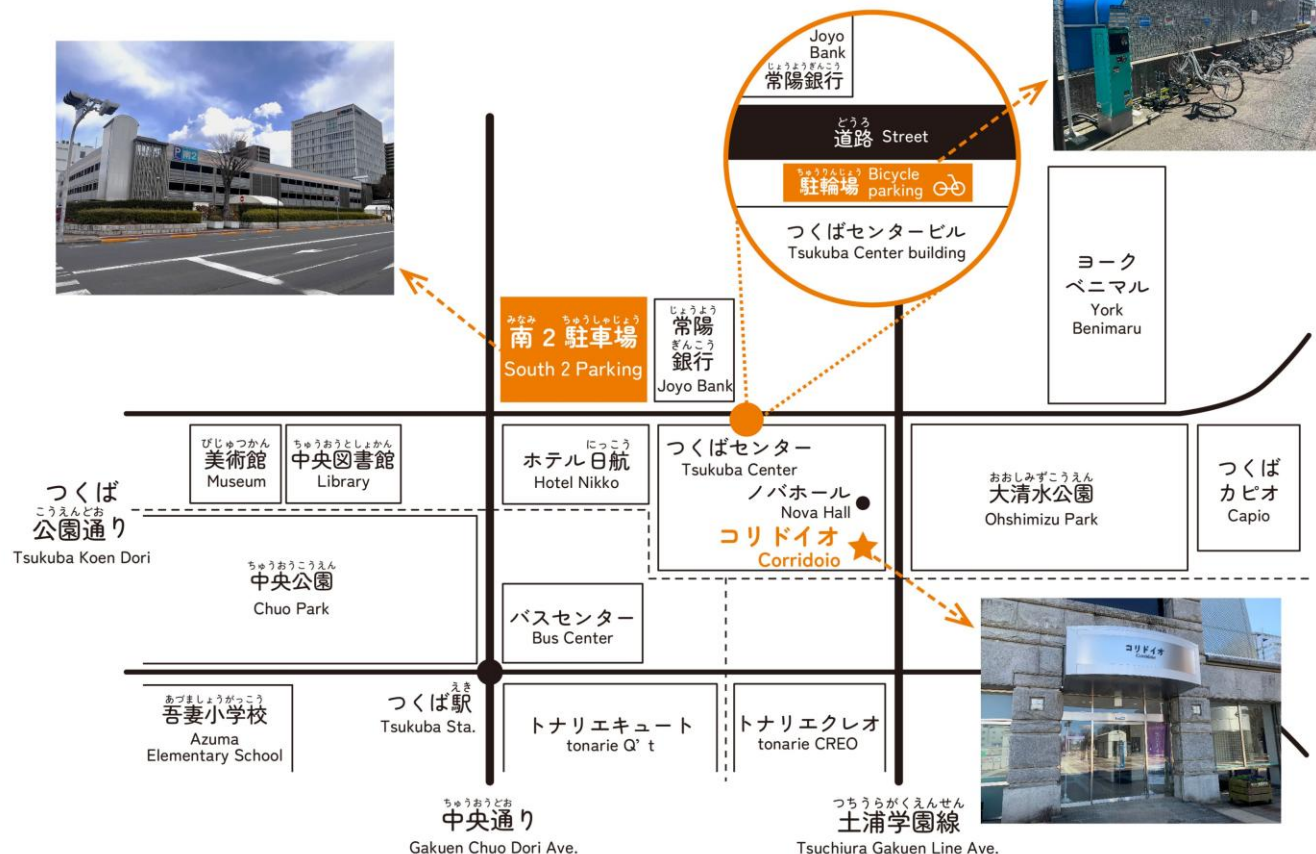 Joyo
Bank
じょうようぎんこう
常陽銀行
どうろ
道路 Street
ちゅうりんじょう
駐輪場 Bicycle
parking
つくばセンタービル
Tsukuba Center building
P南2
ヨーク
ベニマル
York
Benimaru
みなみ ちゅうしゃじょう
南2駐車場
South 2 Parking
じょうよう
常陽
ぎんこう
銀行
Joyo Bank
びじゅつかん
美術館
Museum
ちゅうおうとしょかん
中央図書館
Library
にっこう
ホテル日航
Hotel Nikko
つくばセンター
Tsukuba Center
ノバホール
Nova Hall
コリドイオ
Corridoio
おおしみずこうえん
大清水公園
Ohshimizu Park
つくば
カピオ
Capio
つくば
こうえんどお
公園通り
Tsukuba Koen Dori
ちゅうおうこうえん
中央公園
Chuo Park
バスセンター
Bus Center
コリドイオ
えき
つくば駅
Tsukuba Sta.
あづましょうがっこう
吾妻小学校
Azuma
Elementary School
トナリエキュート
tonarie Q’t
トナリエクレオ
tonarie CREO
ちゅうおうどお
中央通り
Gakuen Chuo Dori Ave.
つちうらがくえんせん
土浦学園線
Tsuchiura Gakuen Line Ave.